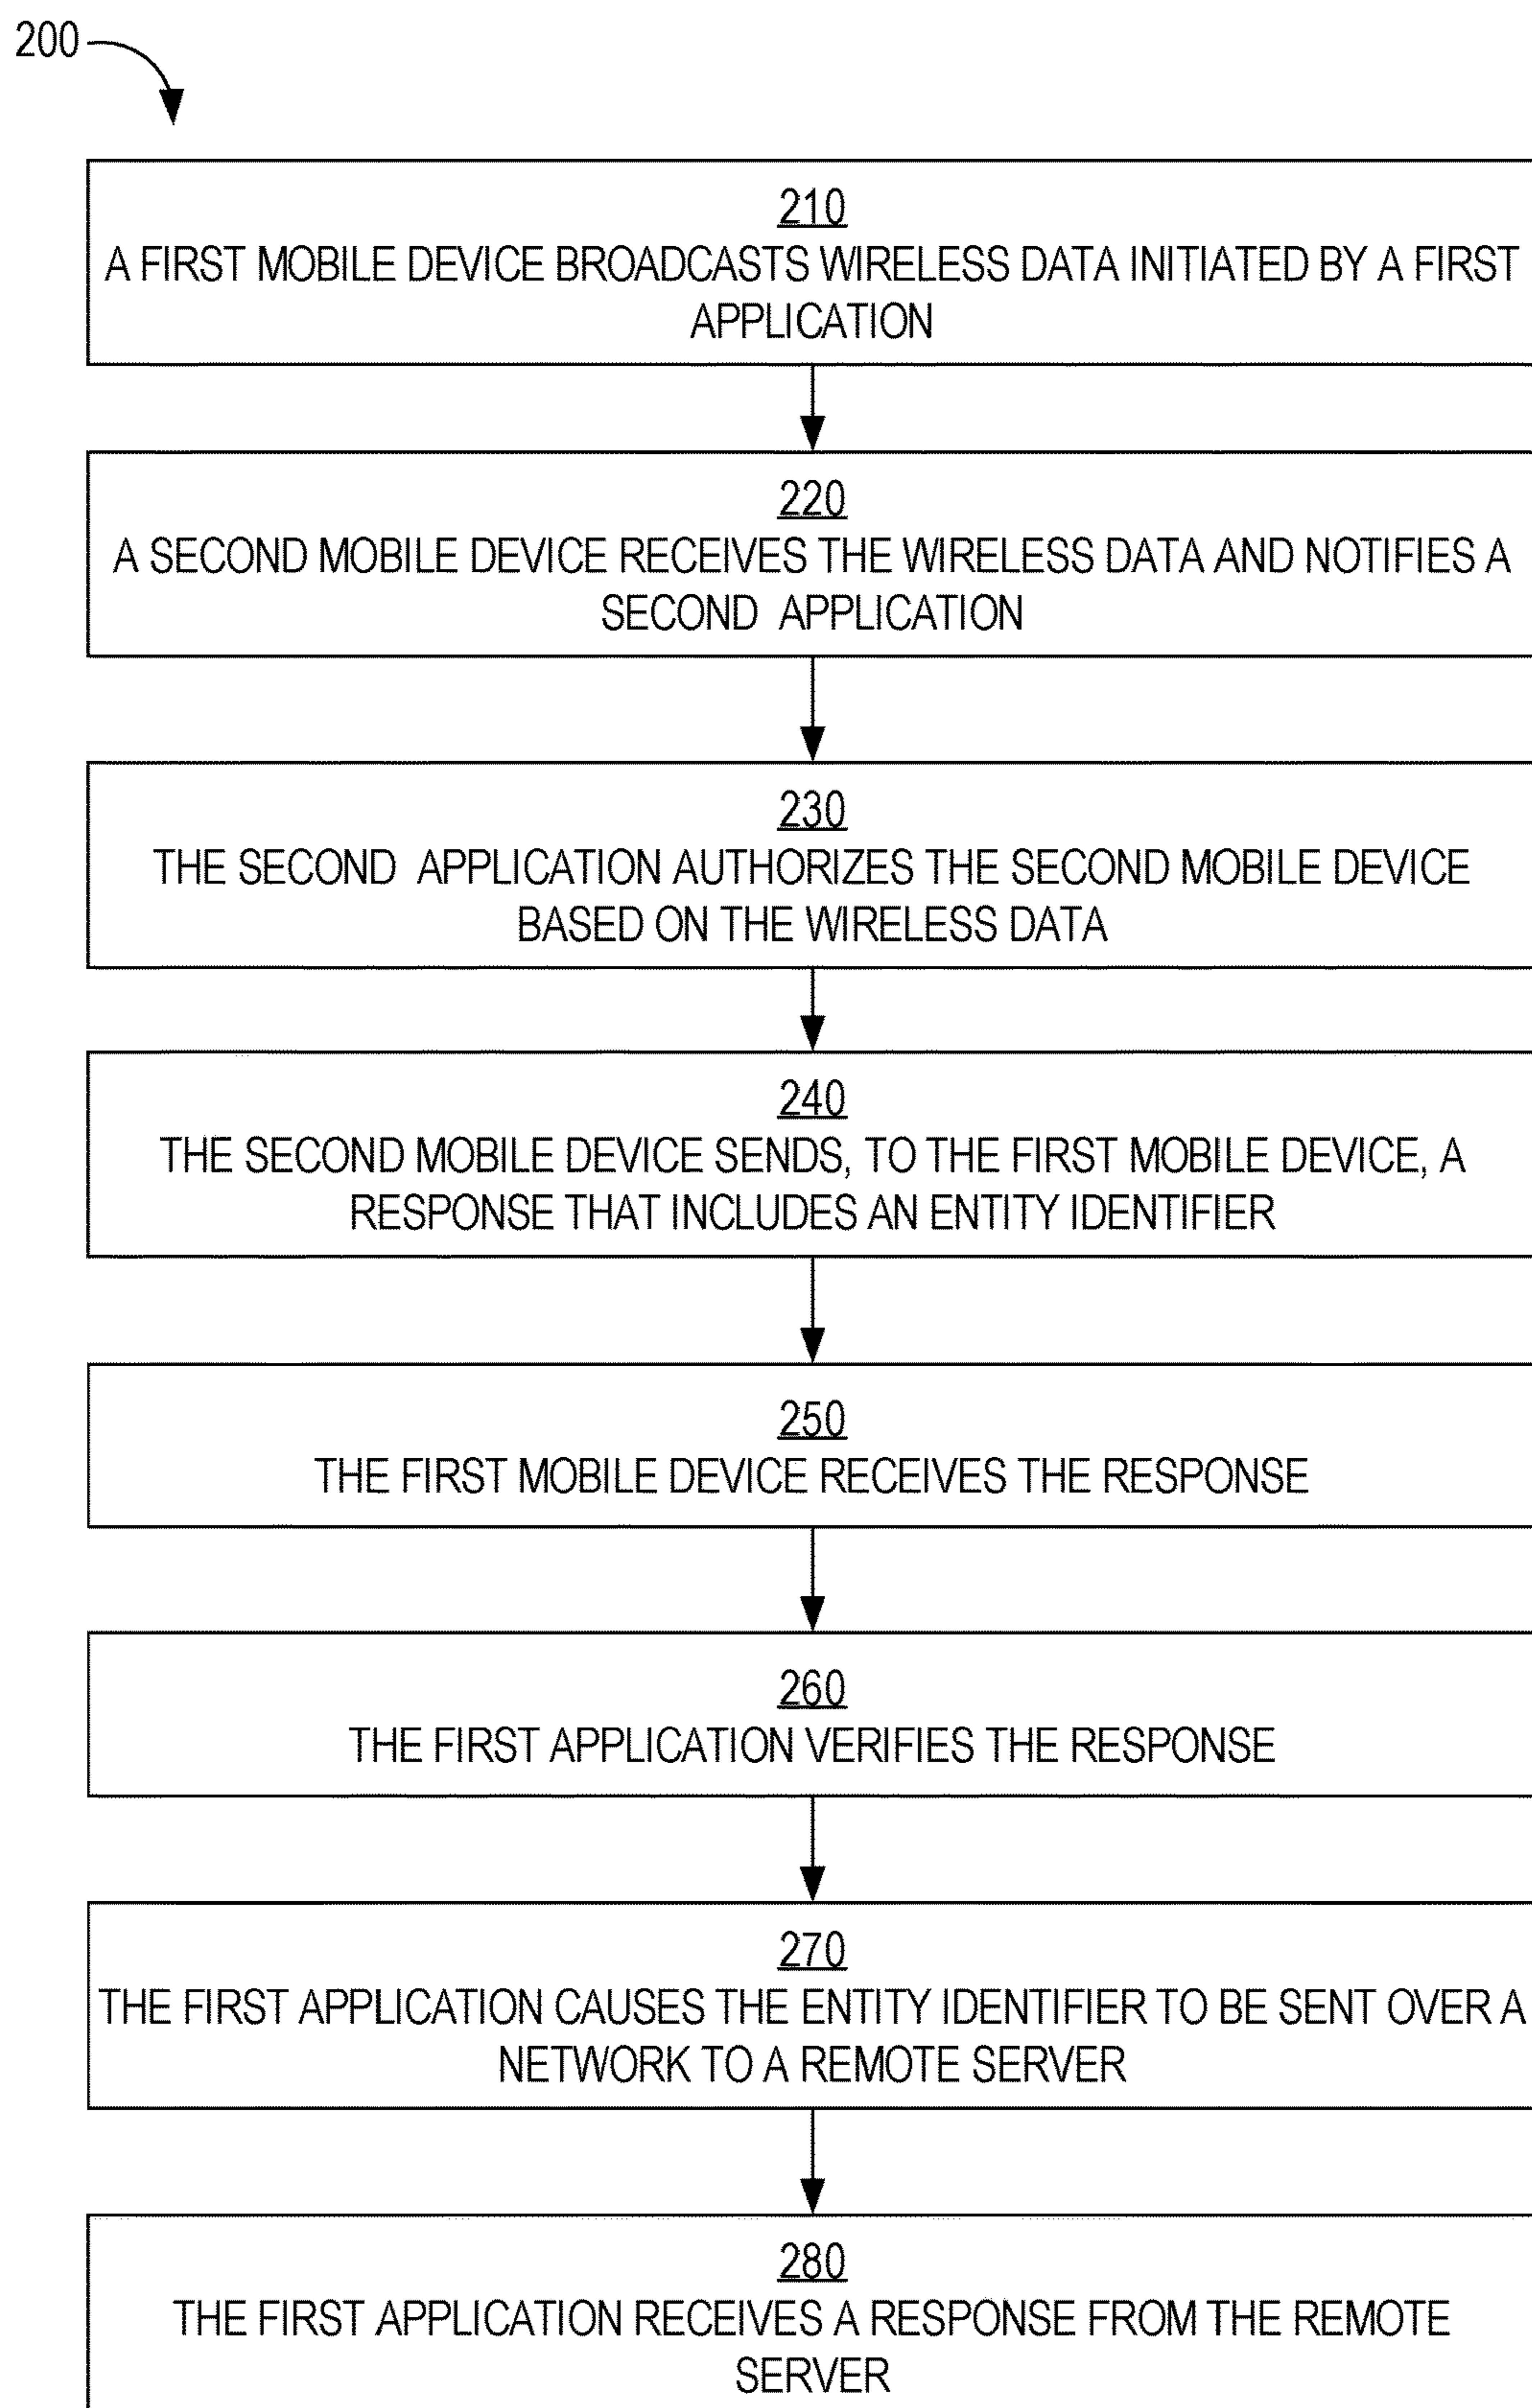 200
210
A FIRST MOBILE DEVICE BROADCASTS WIRELESS DATA INITIATED BY A FIRST
APPLICATION
220
A SECOND MOBILE DEVICE RECEIVES THE WIRELESS DATA AND NOTIFIES A
SECOND APPLICATION
230
THE SECOND APPLICATION AUTHORIZES THE SECOND MOBILE DEVICE
BASED ON THE WIRELESS DATA
240
THE SECOND MOBILE DEVICE SENDS, TO THE FIRST MOBILE DEVICE, A
RESPONSE THAT INCLUDES AN ENTITY IDENTIFIER
250
THE FIRST MOBILE DEVICE RECEIVES THE RESPONSE
260
THE FIRST APPLICATION VERIFIES THE RESPONSE
270
THE FIRST APPLICATION CAUSES THE ENTITY IDENTIFIER TO BE SENT OVER A
NETWORK TO A REMOTE SERVER
280
THE FIRST APPLICATION RECEIVES A RESPONSE FROM THE REMOTE
SERVER